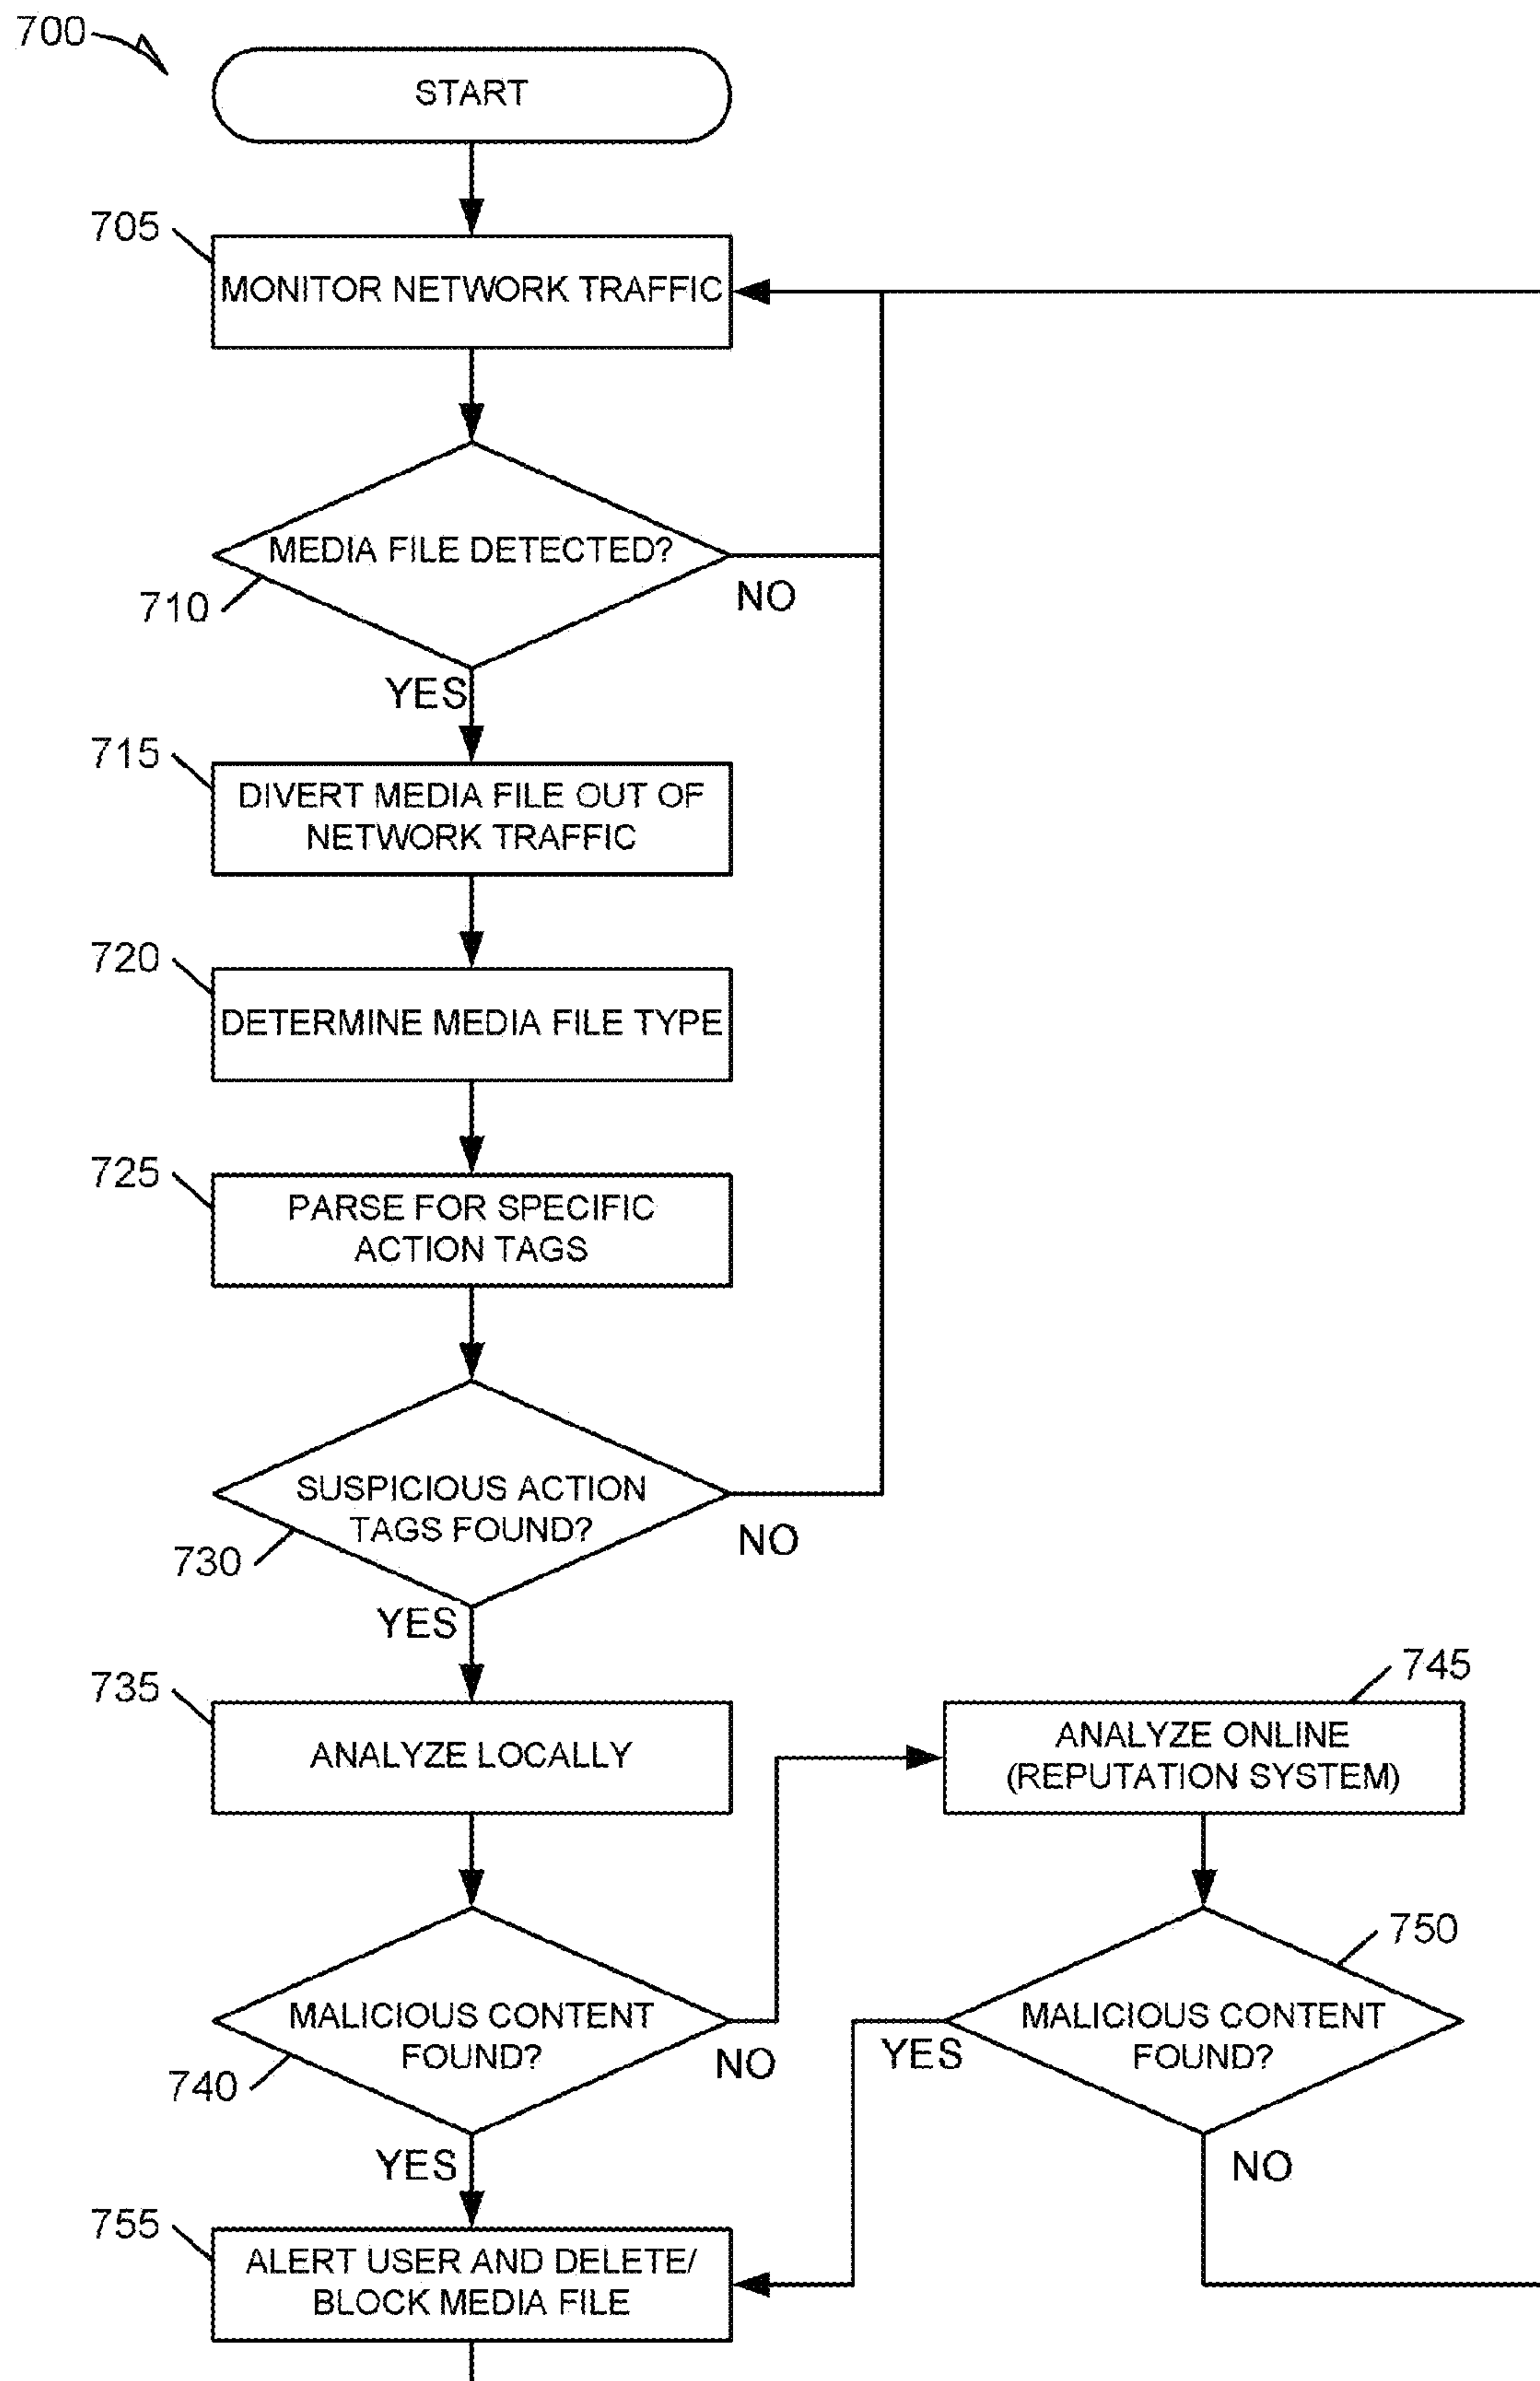 700
START
705
MONITOR NETWORK TRAFFIC
MEDIA FILE DETECTED?
710
NO
YES
715
DIVERT MEDIA FILE OUT OF
NETWORK TRAFFIC
720
DETERMINE MEDIA FILE TYPE
725
PARSE FOR SPECIFIC
ACTION TAGS
SUSPICIOUS ACTION
TAGS FOUND?
730
NO
YES
735
ANALYZE LOCALLY
745
ANALYZE ONLINE
(REPUTATION SYSTEM)
MALICIOUS CONTENT
FOUND?
740
NO
YES
750
MALICIOUS CONTENT
FOUND?
YES
NO
755
ALERT USER AND DELETE/
BLOCK MEDIA FILE